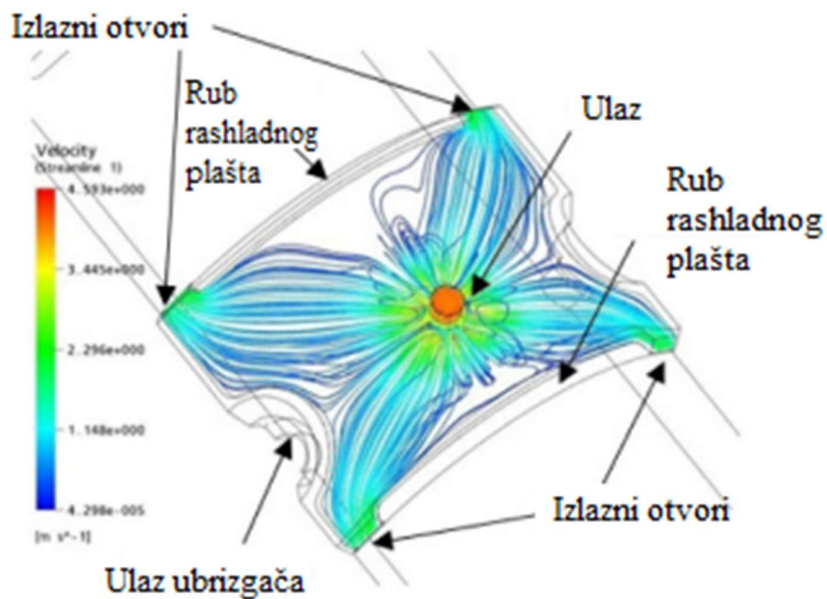 Izlazni otvori
Rub
rashladnog
plašta
Ulaz
Velocity
(Streamline 1)
4.593e+000
3.445e+000
2.296e+000
1.148e+000
4.298e-005
[m s^-1]
Rub
rashladnog
plašta
Izlazni otvori
Ulaz ubrizgača